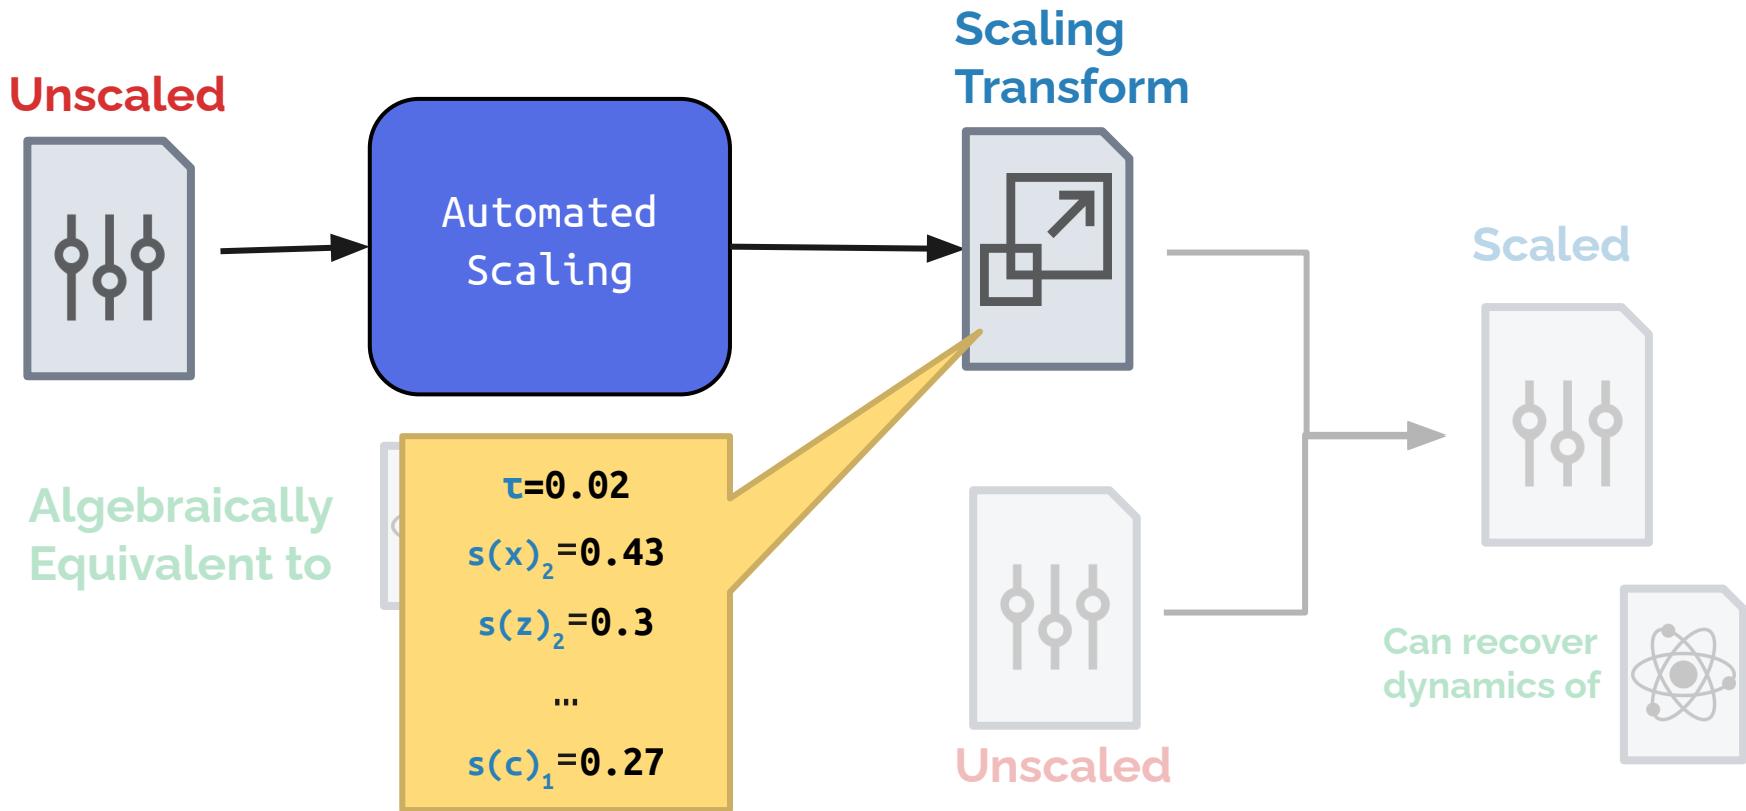 Unscaled
Automated
Scaling
Scaling
Transform
Scaled
Algebraically
Equivalent to
τ=0.02
s(x)₂=0.43
s(z)₂=0.3
…
s(c)₁=0.27
Unscaled
Can recover
dynamics of